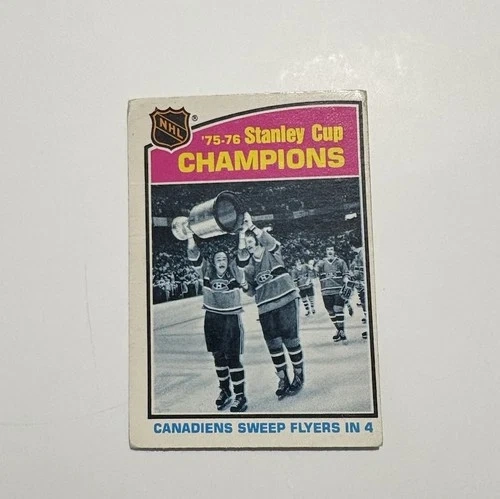 NHL ®
'75-76 Stanley Cup
CHAMPIONS
CANADIENS SWEEP FLYERS IN 4